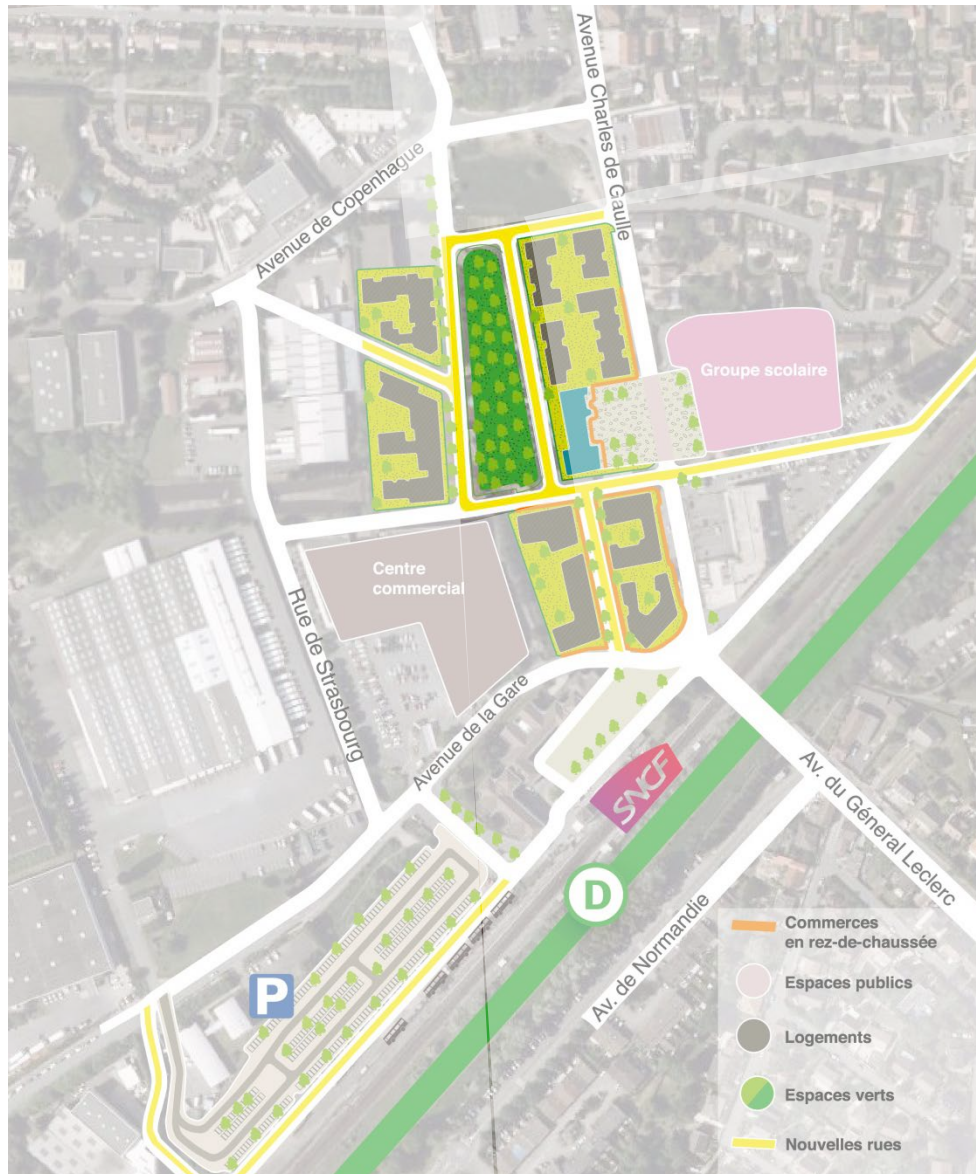 Avenue Charles de Gaulle
Avenue de Copenhague
Groupe scolaire
Centre
commercial
Rue de Strasbourg
Avenue de la Gare
SNCF
Av. du Géneral Leclerc
D
Av. de Normandie
P
Commerces
en rez-de-chaussée
Espaces publics
Logements
Espaces verts
Nouvelles rues